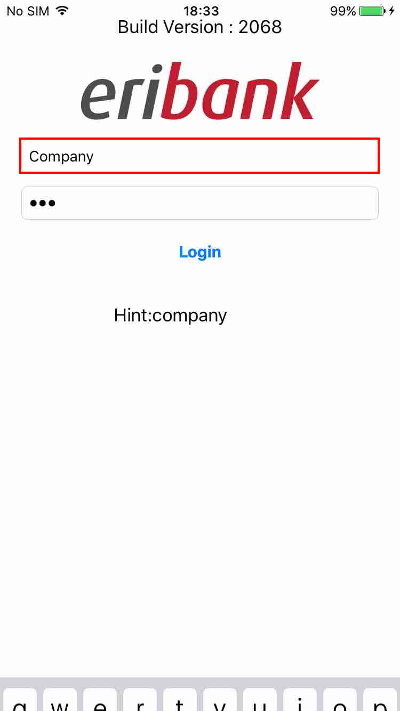 No SIM 18:33 99%
Build Version : 2068
eribank
Company
●●●
Login
Hint:company
q w e r t y u i o p